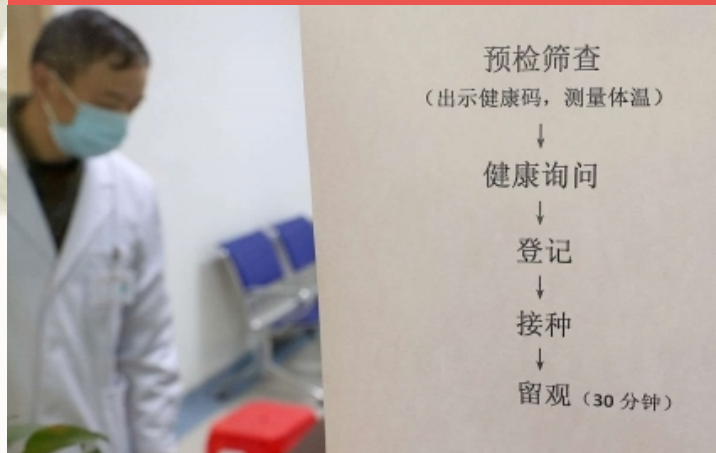 预检筛查
（出示健康码，测量体温）
↓
健康询问
↓
登记
↓
接种
↓
留观（30 分钟）